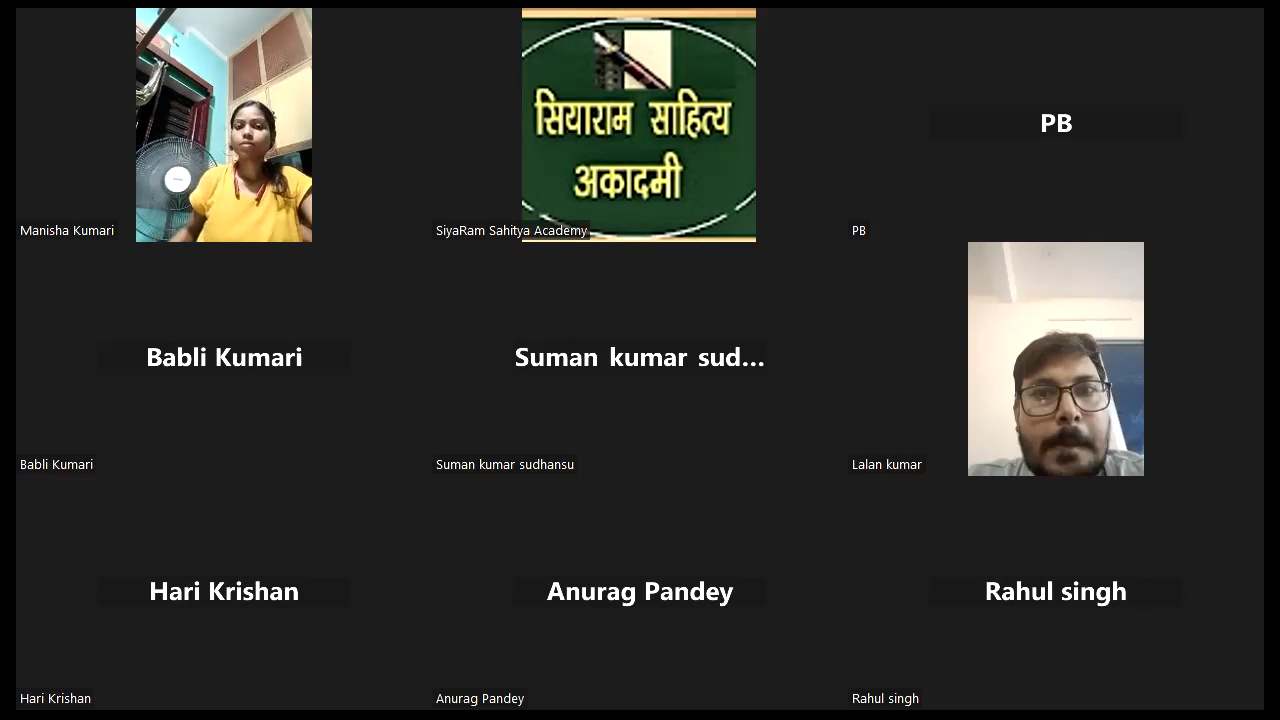 सियाराम साहित्य
अकादमी
PB
Manisha Kumari
SiyaRam Sahitya Academy
PB
Babli Kumari
Suman kumar sud...
Babli Kumari
Suman kumar sudhansu
Lalan kumar
Hari Krishan
Anurag Pandey
Rahul singh
Hari Krishan
Anurag Pandey
Rahul singh